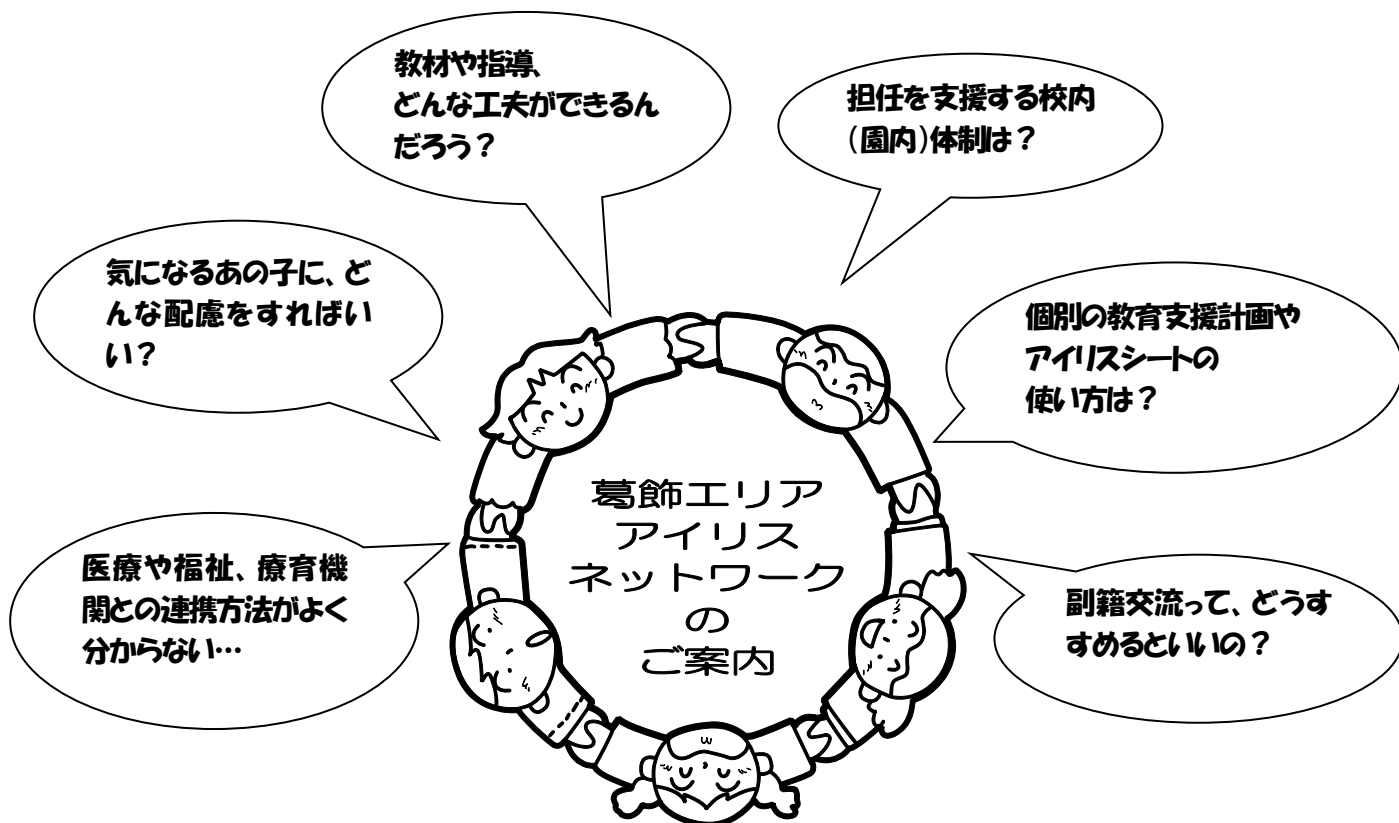 教材や指導、
どんな工夫ができるん
だろう？
担任を支援する校内
（園内）体制は？
気になるあの子に、ど
んな配慮をすればい
い？
個別の教育支援計画や
アイリスシートの
使い方は？
葛飾エリア
アイリス
ネットワーク
の
ご案内
医療や福祉、療育機
関との連携方法がよく
分からない…
副籍交流って、どうす
すめるといいの？